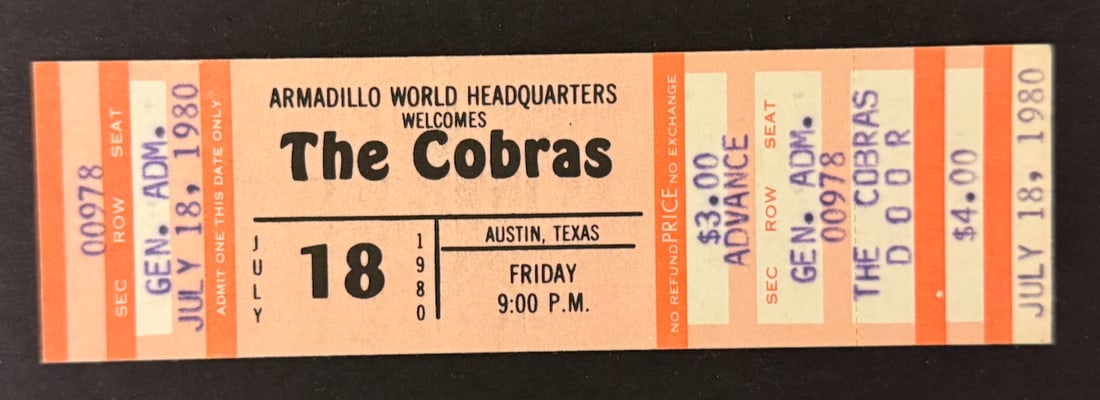 00978
SEC ROW SEAT
GEN. ADM.
JULY 18, 1980
ADMIT ONE THIS DATE ONLY
ARMADILLO WORLD HEADQUARTERS
WELCOMES
The Cobras
JULY
18
1980
AUSTIN, TEXAS
FRIDAY
9:00 P.M.
NO REFUND PRICE NO EXCHANGE
$3.00
ADVANCE
SEC ROW SEAT
GEN. ADM.
00978
THE COBRAS
DOOR
$4.00
JULY 18, 1980